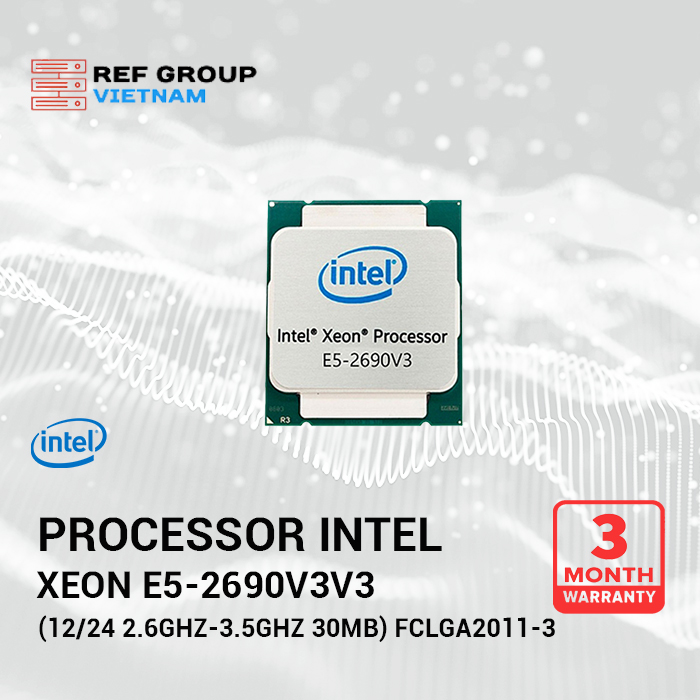 REF GROUP
VIETNAM
intel
Intel® Xeon® Processor
E5-2690V3
R3
intel
PROCESSOR INTEL
XEON E5-2690V3V3
(12/24 2.6GHZ-3.5GHZ 30MB) FCLGA2011-3
3
MONTH
WARRANTY